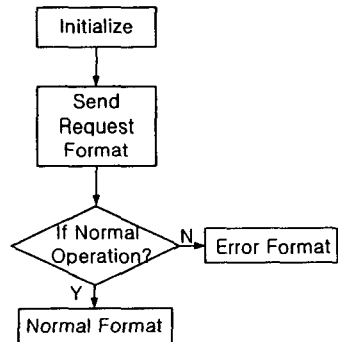 Initialize
Send
Request
Format
If Normal
Operation?
N
Error Format
Y
Normal Format